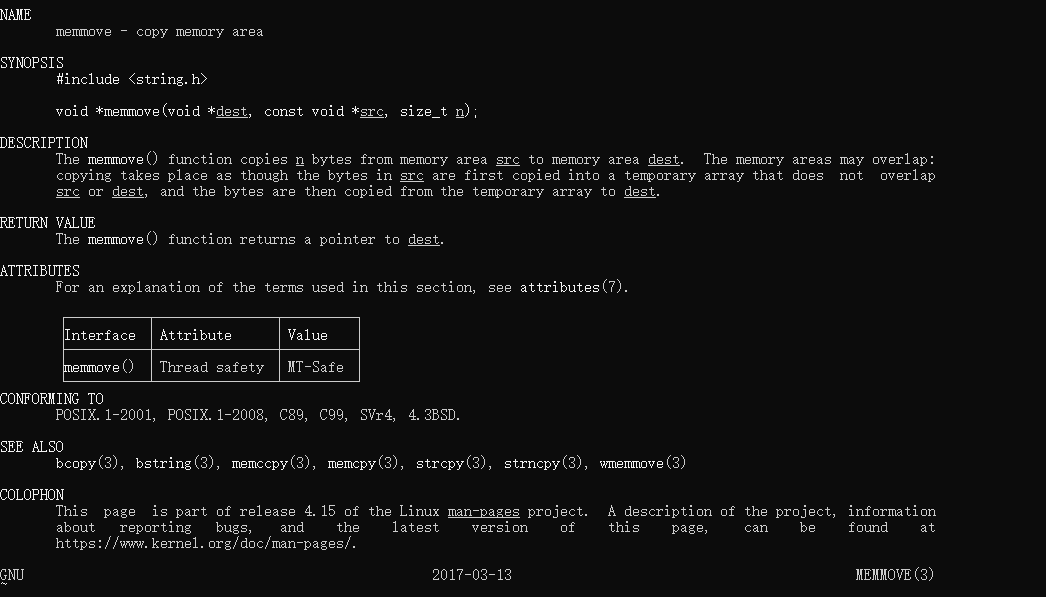 NAME
memmove - copy memory area
SYNOPSIS
#include <string.h>
void *memmove(void *dest, const void *src, size_t n);
DESCRIPTION
The memmove() function copies n bytes from memory area src to memory area dest.  The memory areas may overlap:
copying takes place as though the bytes in src are first copied into a temporary array that does  not  overlap
src or dest, and the bytes are then copied from the temporary array to dest.
RETURN VALUE
The memmove() function returns a pointer to dest.
ATTRIBUTES
For an explanation of the terms used in this section, see attributes(7).
Interface Attribute Value
memmove() Thread safety MT-Safe
CONFORMING TO
POSIX.1-2001, POSIX.1-2008, C89, C99, SVr4, 4.3BSD.
SEE ALSO
bcopy(3), bstring(3), memccpy(3), memcpy(3), strcpy(3), strncpy(3), wmemmove(3)
COLOPHON
This  page  is part of release 4.15 of the Linux man-pages project.  A description of the project, information
about reporting bugs, and the latest version of this page, can be found at
https://www.kernel.org/doc/man-pages/.
GNU 2017-03-13 MEMMOVE(3)
~